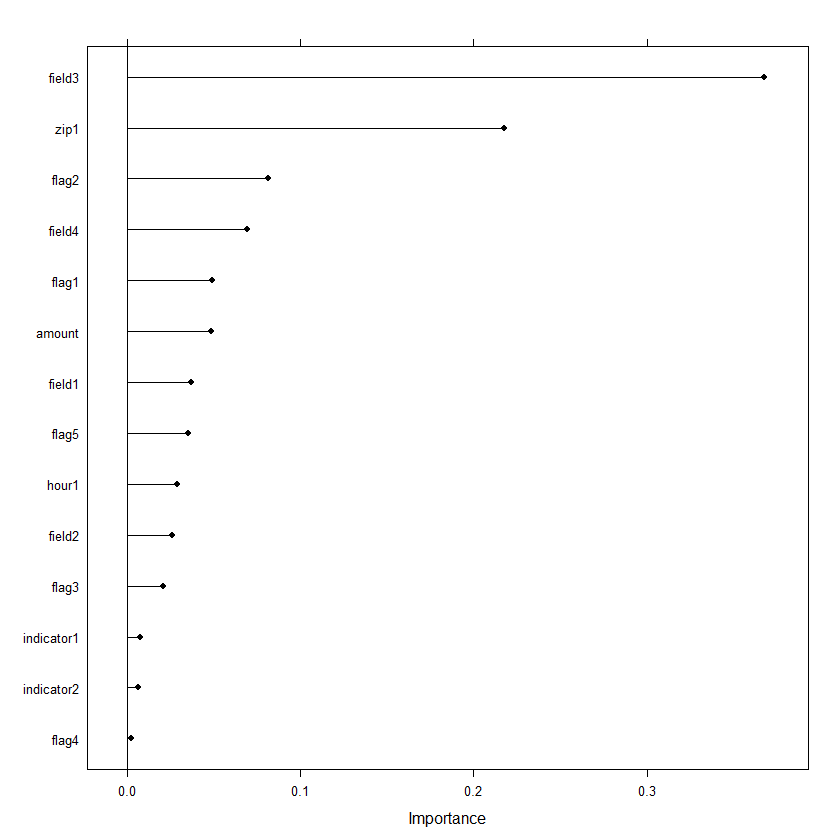 field3
zip1
flag2
field4
flag1
amount
field1
flag5
hour1
field2
flag3
indicator1
indicator2
flag4
0.0 0.1 0.2 0.3
Importance